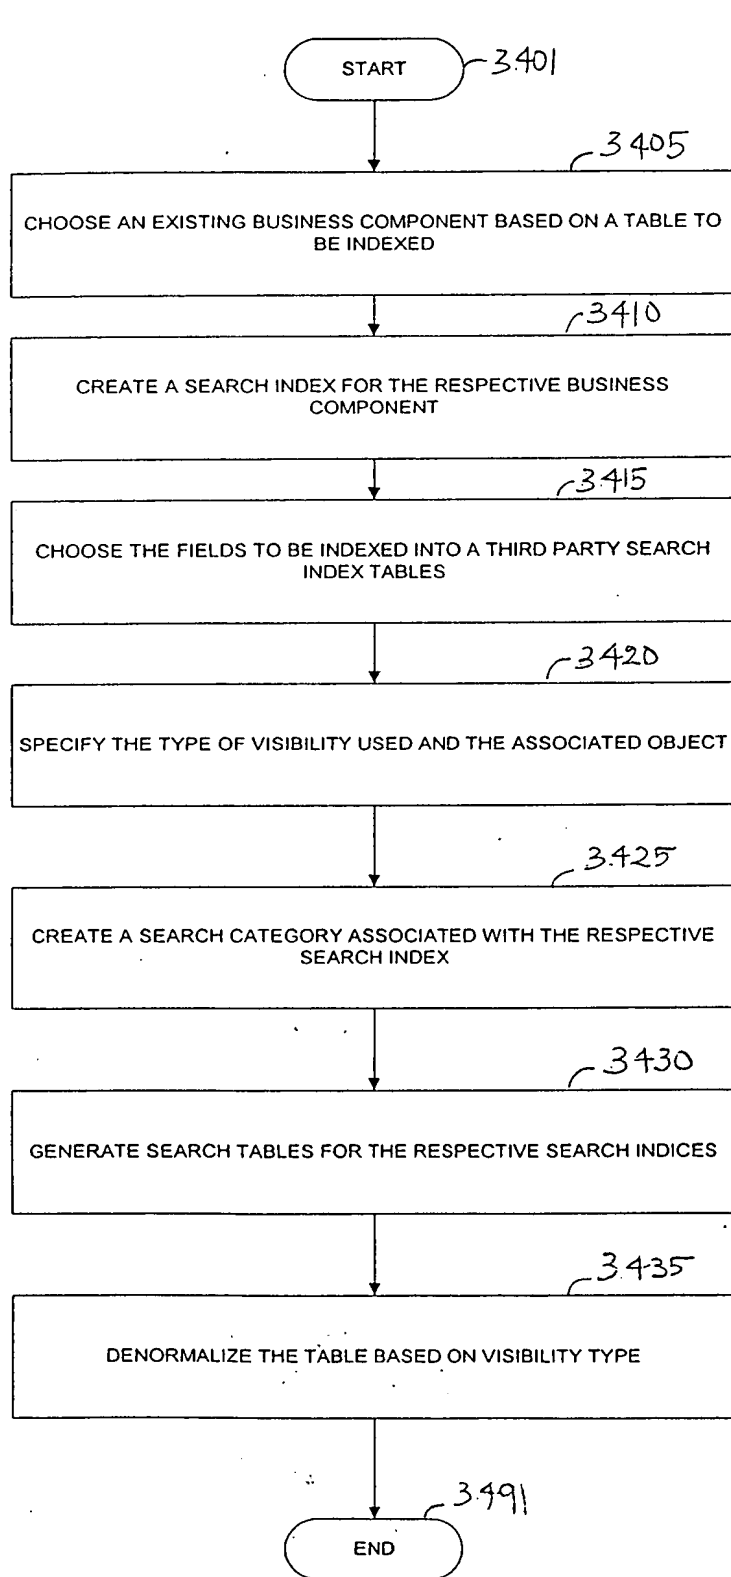 START
3401
3405
CHOOSE AN EXISTING BUSINESS COMPONENT BASED ON A TABLE TO
BE INDEXED
3410
CREATE A SEARCH INDEX FOR THE RESPECTIVE BUSINESS
COMPONENT
3415
CHOOSE THE FIELDS TO BE INDEXED INTO A THIRD PARTY SEARCH
INDEX TABLES
3420
SPECIFY THE TYPE OF VISIBILITY USED AND THE ASSOCIATED OBJECT
3425
CREATE A SEARCH CATEGORY ASSOCIATED WITH THE RESPECTIVE
SEARCH INDEX
3430
GENERATE SEARCH TABLES FOR THE RESPECTIVE SEARCH INDICES
3435
DENORMALIZE THE TABLE BASED ON VISIBILITY TYPE
3491
END